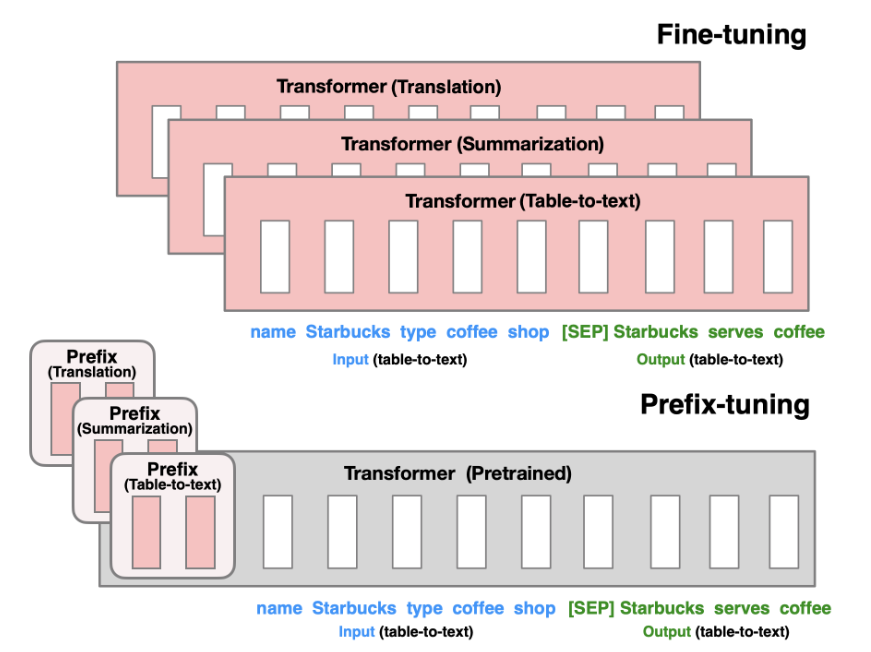 Fine-tuning
Transformer (Translation)
Transformer (Summarization)
Transformer (Table-to-text)
name Starbucks type coffee shop [SEP] Starbucks serves coffee
Input (table-to-text) Output (table-to-text)
Prefix-tuning
Prefix
(Translation)
Prefix
(Summarization)
Prefix
(Table-to-text)
Transformer (Pretrained)
name Starbucks type coffee shop [SEP] Starbucks serves coffee
Input (table-to-text) Output (table-to-text)